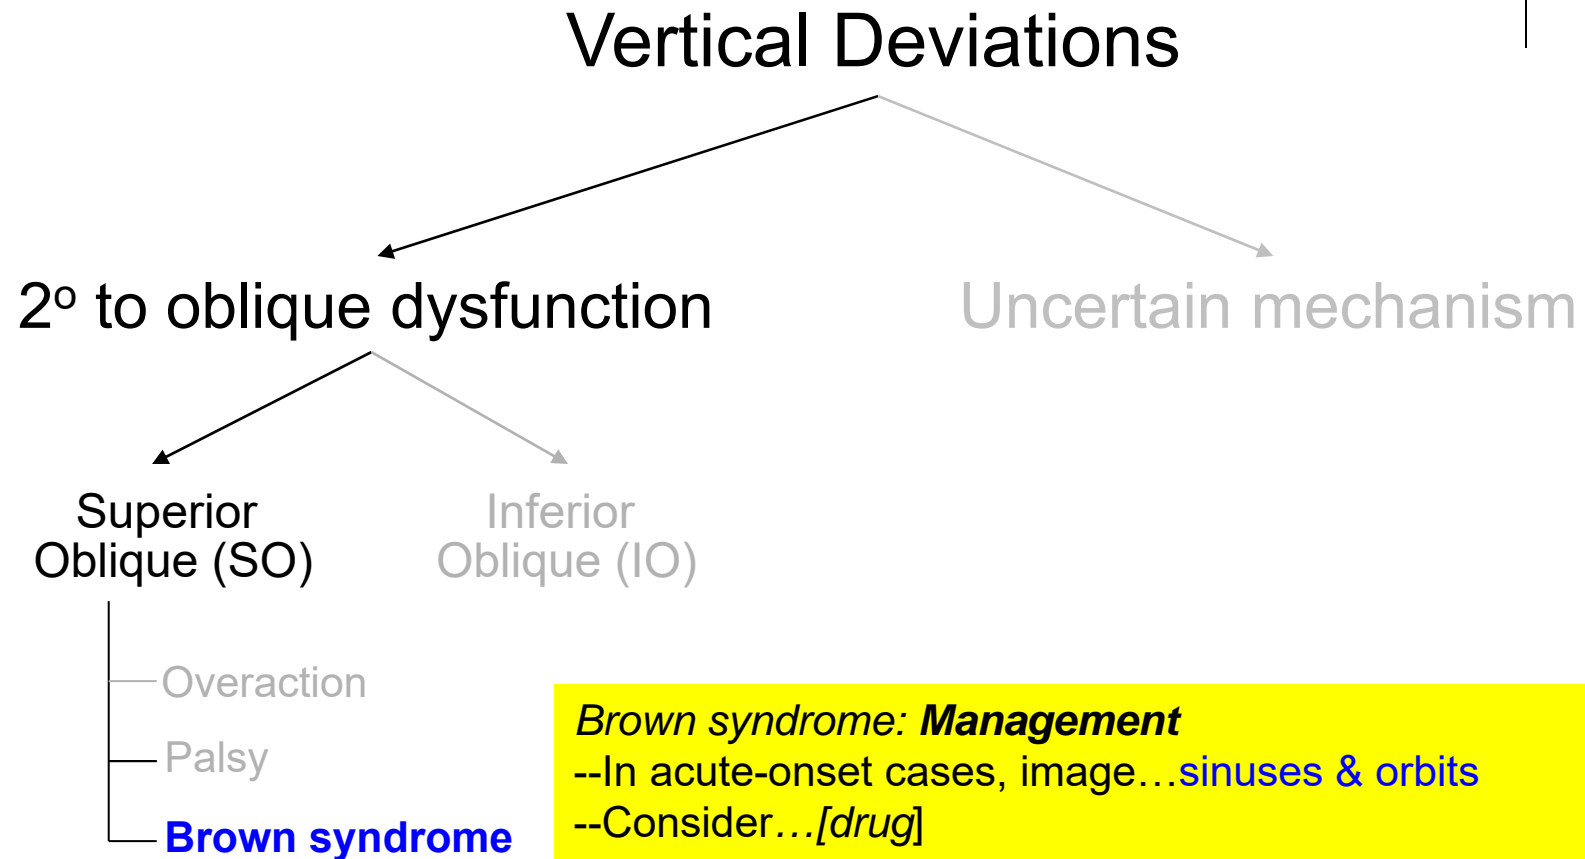 Vertical Deviations
2º to oblique dysfunction
Uncertain mechanism
Superior
Oblique (SO)
Inferior
Oblique (IO)
Overaction
Palsy
Brown syndrome
Brown syndrome: Management
--In acute-onset cases, image…sinuses & orbits
--Consider…[drug]